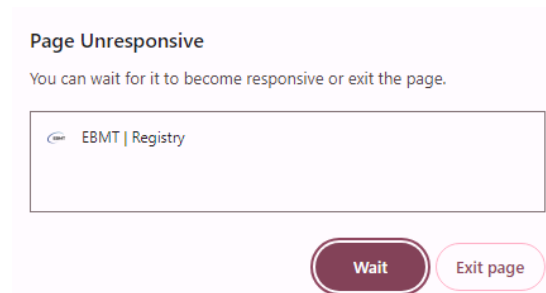 Page Unresponsive
You can wait for it to become responsive or exit the page.
EBMT EBMT | Registry
Wait Exit page